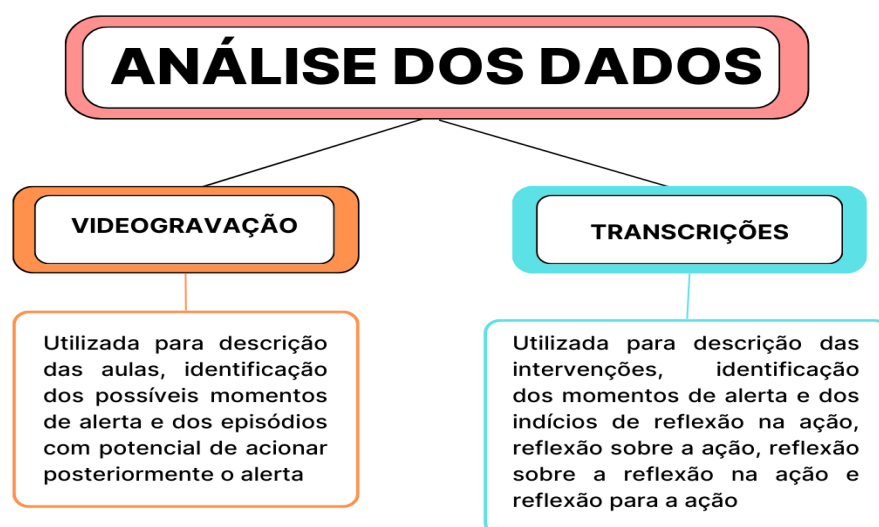 ANÁLISE DOS DADOS
VIDEOGRAVAÇÃO
Utilizada para descrição
das aulas, identificação
dos possíveis momentos
de alerta e dos episódios
com potencial de acionar
posteriormente o alerta
TRANSCRIÇÕES
Utilizada para descrição das
intervenções, identificação
dos momentos de alerta e dos
indícios de reflexão na ação,
reflexão sobre a ação, reflexão
sobre a reflexão na ação e
reflexão para a ação